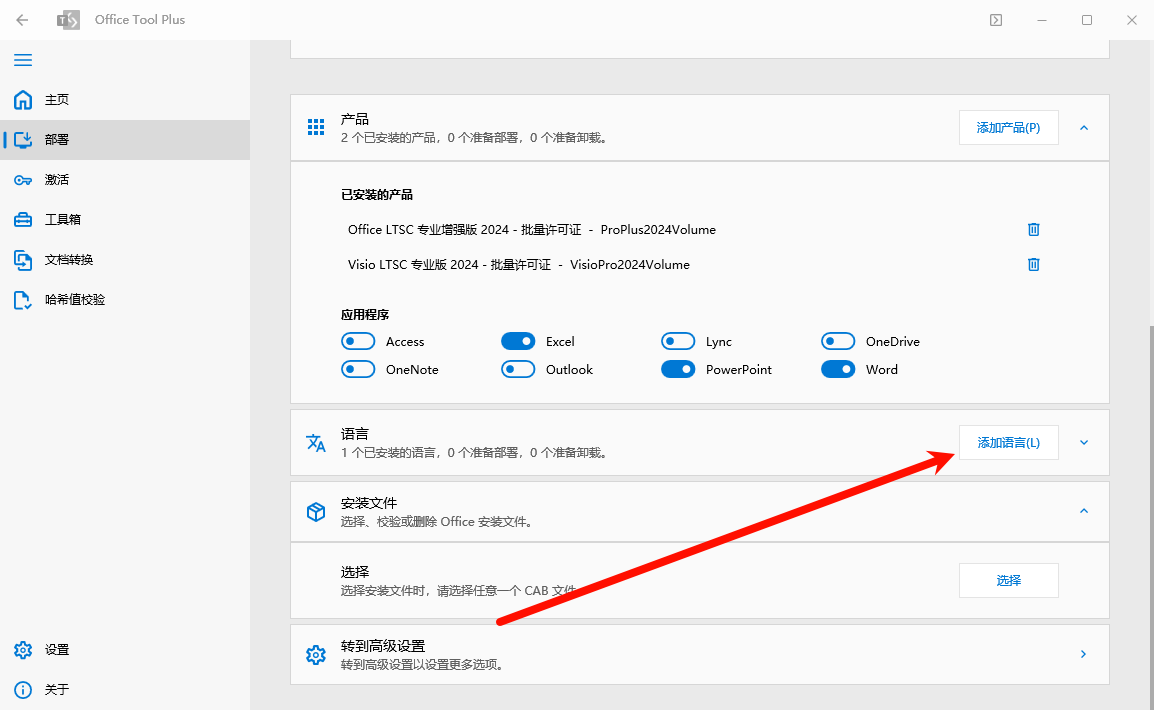 Office Tool Plus
主页
部署
激活
工具箱
文档转换
哈希值校验
设置
关于
产品
2 个已安装的产品，0 个准备部署，0 个准备卸载。
添加产品(P)
已安装的产品
Office LTSC 专业增强版 2024 - 批量许可证 - ProPlus2024Volume
Visio LTSC 专业版 2024 - 批量许可证 - VisioPro2024Volume
应用程序
Access Excel Lync OneDrive
OneNote Outlook PowerPoint Word
语言
1 个已安装的语言，0 个准备部署，0 个准备卸载。
添加语言(L)
安装文件
选择、校验或删除 Office 安装文件。
选择
选择安装文件时，请选择任意一个 CAB 文件
选择
转到高级设置
转到高级设置以设置更多选项。